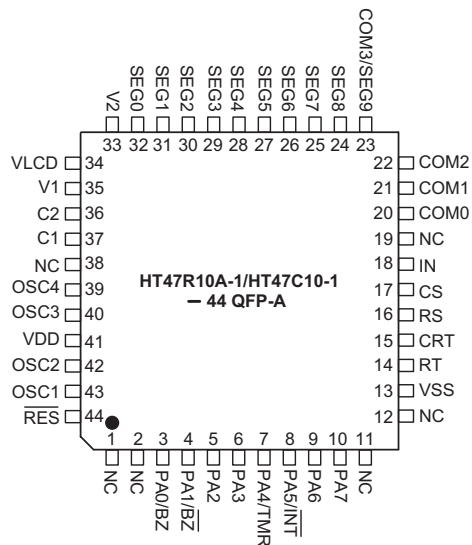 V2 SEG0 SEG1 SEG2 SEG3 SEG4 SEG5 SEG6 SEG7 SEG8 COM3/SEG9
33 32 31 30 29 28 27 26 25 24 23
VLCD 34
V1 35
C2 36
C1 37
NC 38
OSC4 39
OSC3 40
VDD 41
OSC2 42
OSC1 43
R̅E̅S̅ 44
HT47R10A-1/HT47C10-1
– 44 QFP-A
22 COM2
21 COM1
20 COM0
19 NC
18 IN
17 CS
16 RS
15 CRT
14 RT
13 VSS
12 NC
1 2 3 4 5 6 7 8 9 10 11
NC NC PA0/BZ PA1/B̅Z̅ PA2 PA3 PA4/TMR PA5/I̅N̅T̅ PA6 PA7 NC